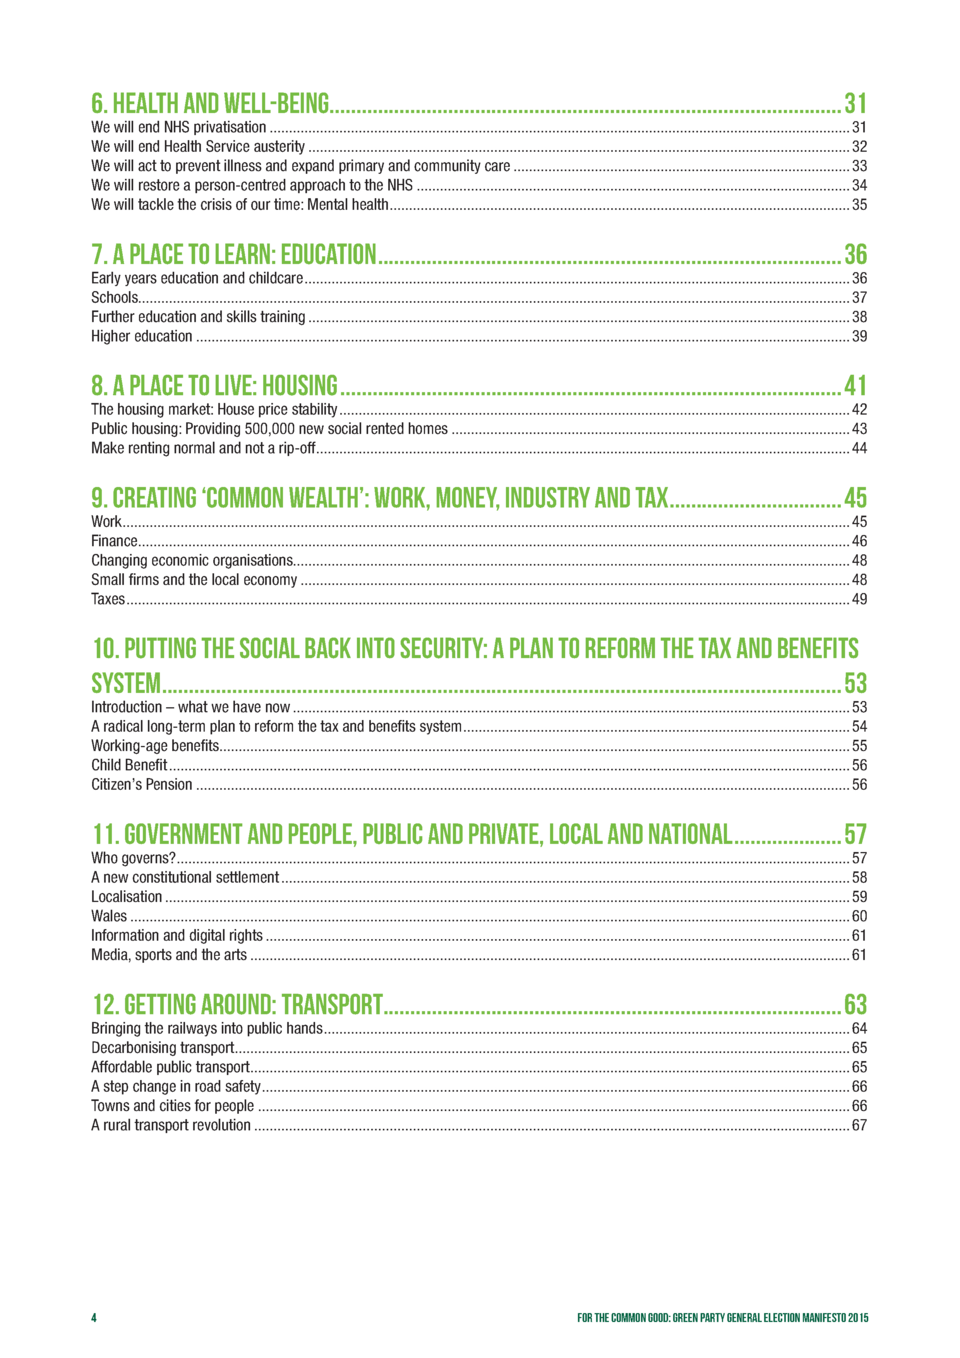 6. HEALTH AND WELL-BEING................................................................................................31
We will end NHS privatisation ......................................................................................................31
We will end Health Service austerity ............................................................................................32
We will act to prevent illness and expand primary and community care .......................................33
We will restore a person-centred approach to the NHS ................................................................34
We will tackle the crisis of our time: Mental health......................................................................35
7. A PLACE TO LEARN: EDUCATION......................................................................................36
Early years education and childcare.............................................................................................36
Schools........................................................................................................................................37
Further education and skills training ............................................................................................38
Higher education .........................................................................................................................39
8. A PLACE TO LIVE: HOUSING.............................................................................................41
The housing market: House price stability....................................................................................42
Public housing: Providing 500,000 new social rented homes .......................................................43
Make renting normal and not a rip-off..........................................................................................44
9. CREATING ‘COMMON WEALTH’: WORK, MONEY, INDUSTRY AND TAX................................45
Work............................................................................................................................................45
Finance........................................................................................................................................46
Changing economic organisations................................................................................................48
Small firms and the local economy ..............................................................................................48
Taxes...........................................................................................................................................49
10. PUTTING THE SOCIAL BACK INTO SECURITY: A PLAN TO REFORM THE TAX AND BENEFITS
SYSTEM..............................................................................................................................53
Introduction – what we have now ................................................................................................53
A radical long-term plan to reform the tax and benefits system....................................................54
Working-age benefits...................................................................................................................55
Child Benefit................................................................................................................................56
Citizen’s Pension .........................................................................................................................56
11. GOVERNMENT AND PEOPLE, PUBLIC AND PRIVATE, LOCAL AND NATIONAL....................57
Who governs?..............................................................................................................................57
A new constitutional settlement...................................................................................................58
Localisation .................................................................................................................................59
Wales ..........................................................................................................................................60
Information and digital rights .......................................................................................................61
Media, sports and the arts ...........................................................................................................61
12. GETTING AROUND: TRANSPORT.....................................................................................63
Bringing the railways into public hands........................................................................................64
Decarbonising transport...............................................................................................................65
Affordable public transport...........................................................................................................65
A step change in road safety........................................................................................................66
Towns and cities for people .........................................................................................................66
A rural transport revolution ..........................................................................................................67
4
FOR THE COMMON GOOD: GREEN PARTY GENERAL ELECTION MANIFESTO 2015